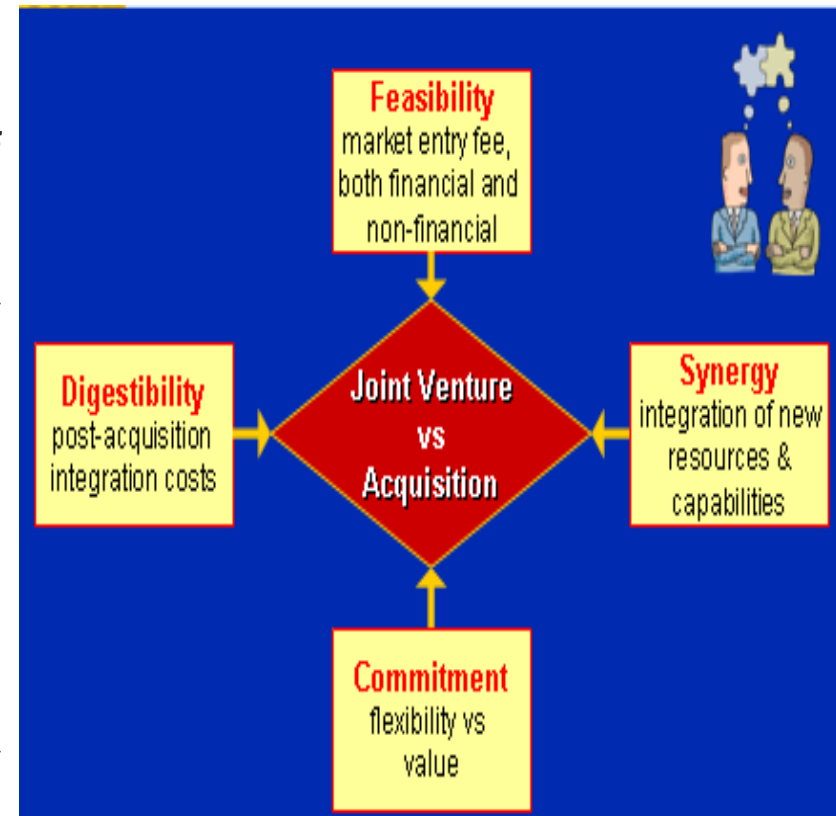 Feasibility
market entry fee,
both financial and
non-financial
Digestibility
post-acquisition
integration costs
Joint Venture
vs
Acquisition
Synergy
integration of new
resources &
capabilities
Commitment
flexibility vs
value